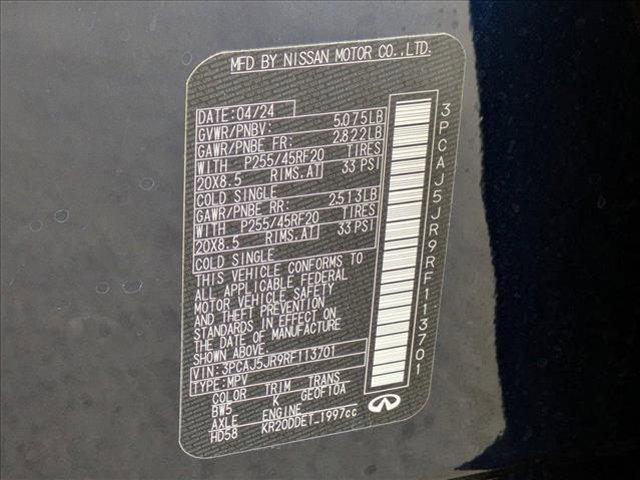 MFD BY NISSAN MOTOR CO.,LTD.
DATE: 04/24
GVWR/PNBV: 5,075LB
GAWR/PNBE FR: 2,822LB
WITH P255/45RF20 TIRES
20X8.5 RIMS.AT 33 PSI
COLD SINGLE
GAWR/PNBE RR: 2513LB
WITH P255/45RF20 TIRES
20X8.5 RIMS.AT 33 PSI
COLD SINGLE
THIS VEHICLE CONFORMS TO
ALL APPLICABLE FEDERAL
MOTOR VEHICLE SAFETY
AND THEFT PREVENTION
STANDARDS IN EFFECT ON
THE DATE OF MANUFACTURE
SHOWN ABOVE.
VIN: 3PCAJ5JR9RF113701
TYPE: MPV
COLOR TRIM TRANS
BW5 K GE0F10A
AXLE ENGINE
HD58 KR20DDET 1997cc
3PCAJ5JR9RF113701